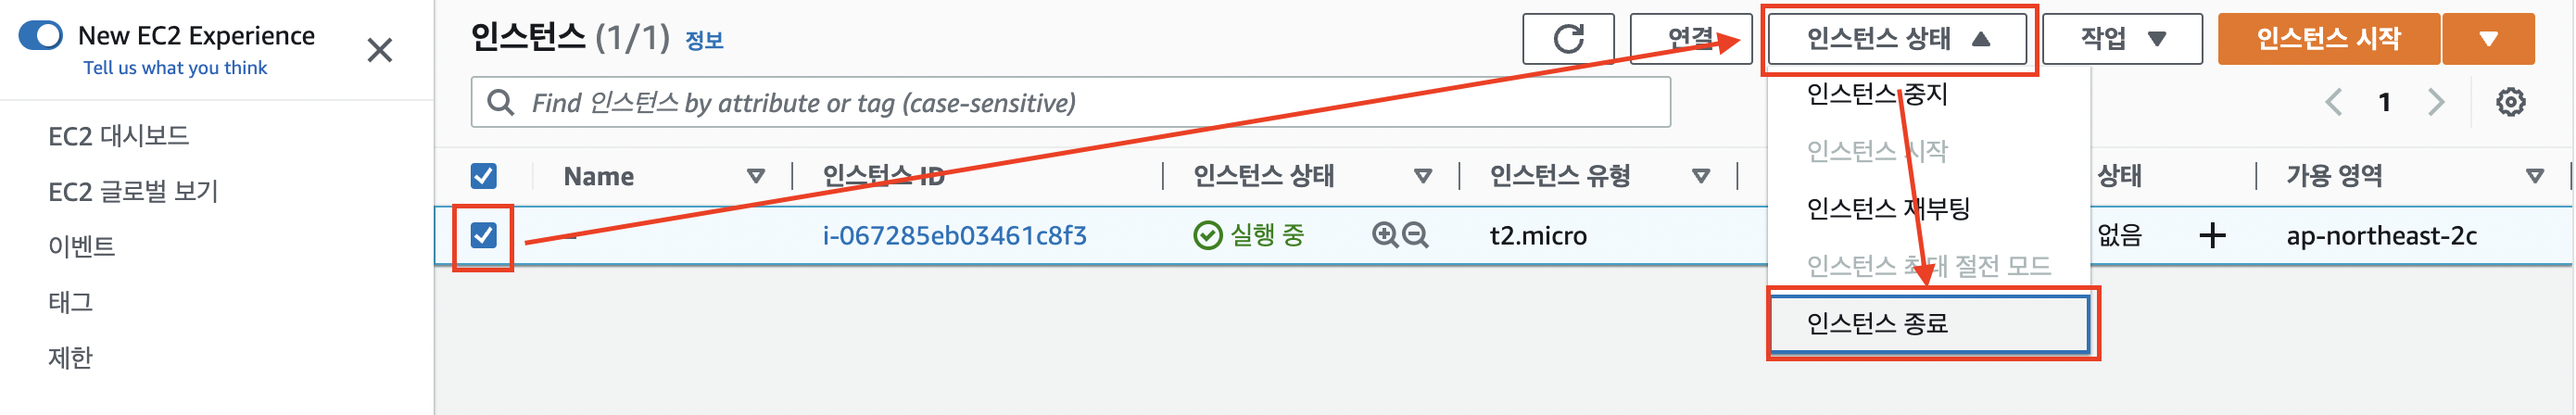 New EC2 Experience
Tell us what you think
EC2 대시보드
EC2 글로벌 보기
이벤트
태그
제한
인스턴스 (1/1) 정보
연결
인스턴스 상태
작업
인스턴스 시작
Find 인스턴스 by attribute or tag (case-sensitive)
1
인스턴스 중지
인스턴스 시작
인스턴스 재부팅
인스턴스 최대 절전 모드
인스턴스 종료
Name 인스턴스 ID 인스턴스 상태 인스턴스 유형 상태 가용 영역
– i-067285eb03461c8f3 실행 중 t2.micro 없음 ap-northeast-2c